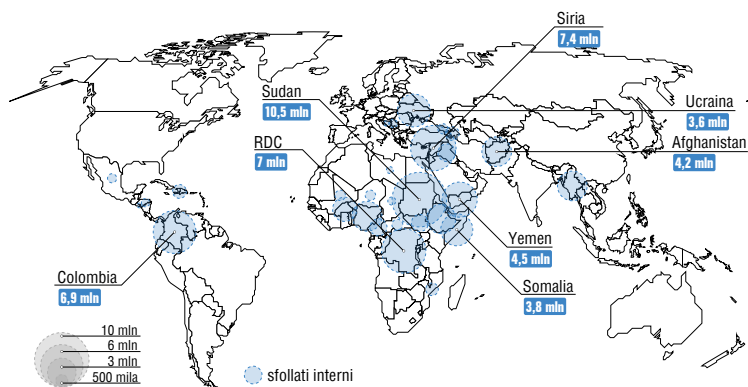 Siria
7,4 mln
Sudan
10,5 mln
Ucraina
3,6 mln
RDC
7 mln
Afghanistan
4,2 mln
Yemen
4,5 mln
Colombia
6,9 mln
Somalia
3,8 mln
10 mln
6 mln
3 mln
500 mila
sfollati interni